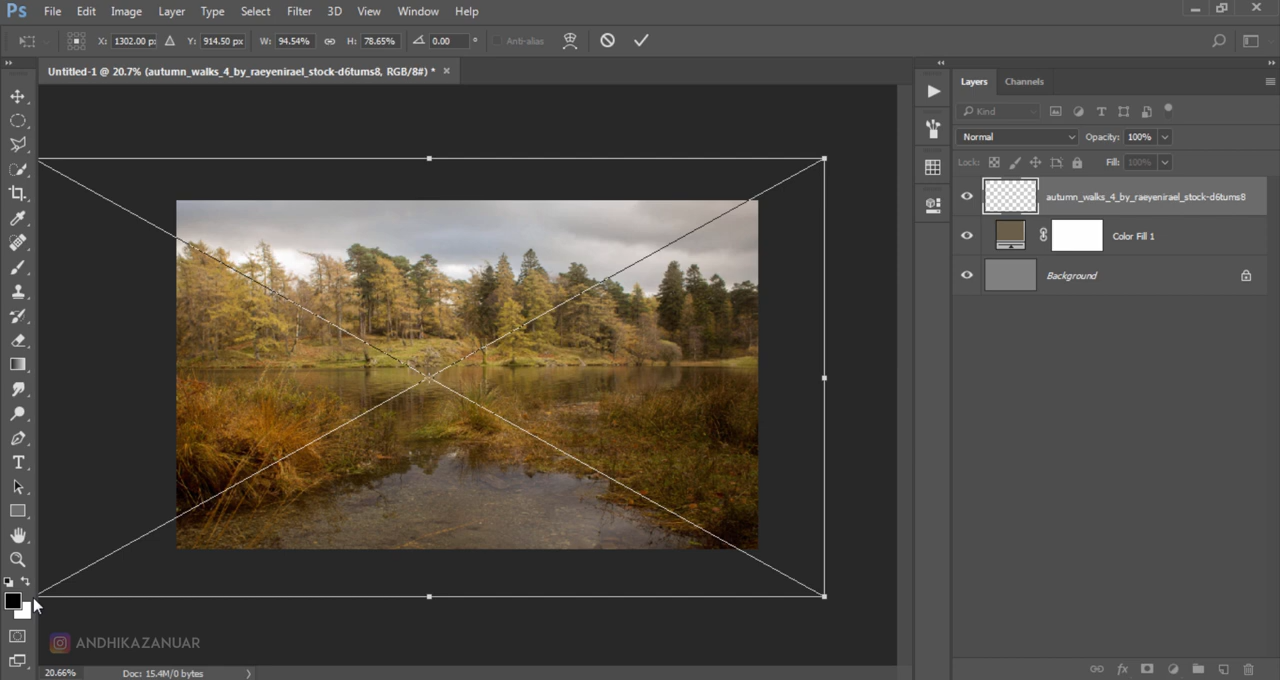 Ps File Edit Image Layer Type Select Filter 3D View Window Help
X: 1302.00 p: Y: 914.50 px W: 94.54% H: 78.65% 0.00 ° Anti-alias
Untitled-1 @ 20.7% (autumn_walks_4_by_raeyenirael_stock-d6tums8, RGB/8#) * ×
Layers Channels
Kind
Normal Opacity: 100%
Lock: Fill: 100%
autumn_walks_4_by_raeyenirael_stock-d6tums8
Color Fill 1
Background
ANDHIKAZANUAR
20.66% Doc: 15.4M/0 bytes